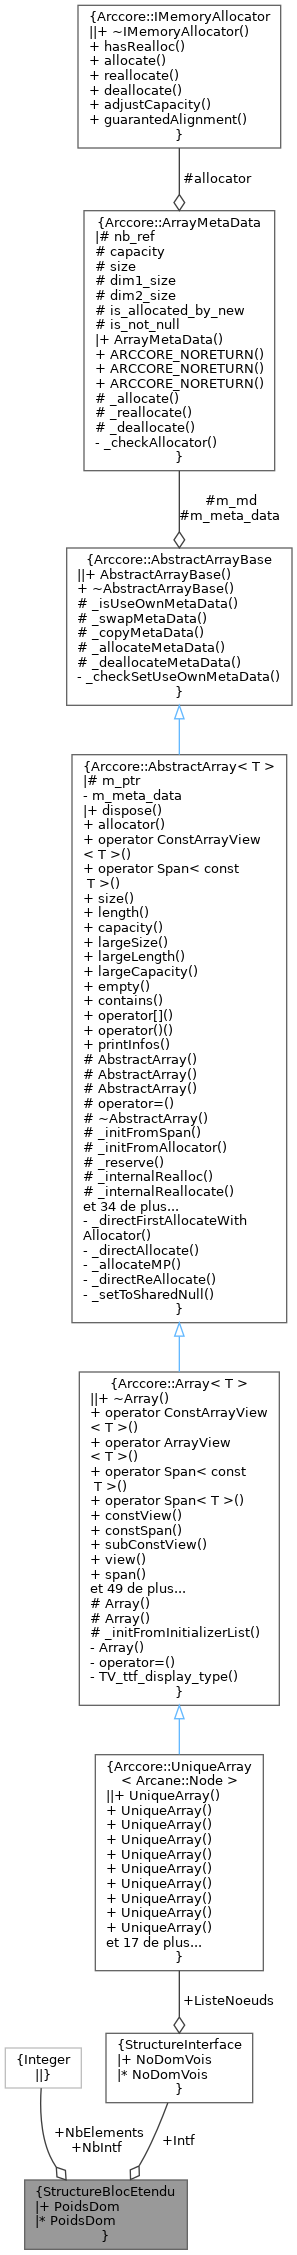 {Arccore::IMemoryAllocator
||+ ~IMemoryAllocator()
+ hasRealloc()
+ allocate()
+ reallocate()
+ deallocate()
+ adjustCapacity()
+ guarantedAlignment()
}
#allocator
{Arccore::ArrayMetaData
|# nb_ref
# capacity
# size
# dim1_size
# dim2_size
# is_allocated_by_new
# is_not_null
|+ ArrayMetaData()
+ ARCCORE_NORETURN()
+ ARCCORE_NORETURN()
+ ARCCORE_NORETURN()
# _allocate()
# _reallocate()
# _deallocate()
- _checkAllocator()
}
#m_md
#m_meta_data
{Arccore::AbstractArrayBase
||+ AbstractArrayBase()
+ ~AbstractArrayBase()
# _isUseOwnMetaData()
# _swapMetaData()
# _copyMetaData()
# _allocateMetaData()
# _deallocateMetaData()
- _checkSetUseOwnMetaData()
}
{Arccore::AbstractArray< T >
|# m_ptr
- m_meta_data
|+ dispose()
+ allocator()
+ operator ConstArrayView
< T >()
+ operator Span< const
T >()
+ size()
+ length()
+ capacity()
+ largeSize()
+ largeLength()
+ largeCapacity()
+ empty()
+ contains()
+ operator[]()
+ operator()()
+ printInfos()
# AbstractArray()
# AbstractArray()
# AbstractArray()
# operator=()
# ~AbstractArray()
# _initFromSpan()
# _initFromAllocator()
# _reserve()
# _internalRealloc()
# _internalReallocate()
et 34 de plus...
- _directFirstAllocateWith
Allocator()
- _directAllocate()
- _allocateMP()
- _directReAllocate()
- _setToSharedNull()
}
{Arccore::Array< T >
||+ ~Array()
+ operator ConstArrayView
< T >()
+ operator ArrayView
< T >()
+ operator Span< const
T >()
+ operator Span< T >()
+ constView()
+ constSpan()
+ subConstView()
+ view()
+ span()
et 49 de plus...
# Array()
# Array()
# _initFromInitializerList()
- Array()
- operator=()
- TV_ttf_display_type()
}
{Arccore::UniqueArray
< Arcane::Node >
||+ UniqueArray()
+ UniqueArray()
+ UniqueArray()
+ UniqueArray()
+ UniqueArray()
+ UniqueArray()
+ UniqueArray()
+ UniqueArray()
+ UniqueArray()
+ UniqueArray()
et 17 de plus...
}
+ListeNoeuds
{Integer
||}
{StructureInterface
|+ NoDomVois
|* NoDomVois
}
+NbElements
+NbIntf
+Intf
{StructureBlocEtendu
|+ PoidsDom
|* PoidsDom
}